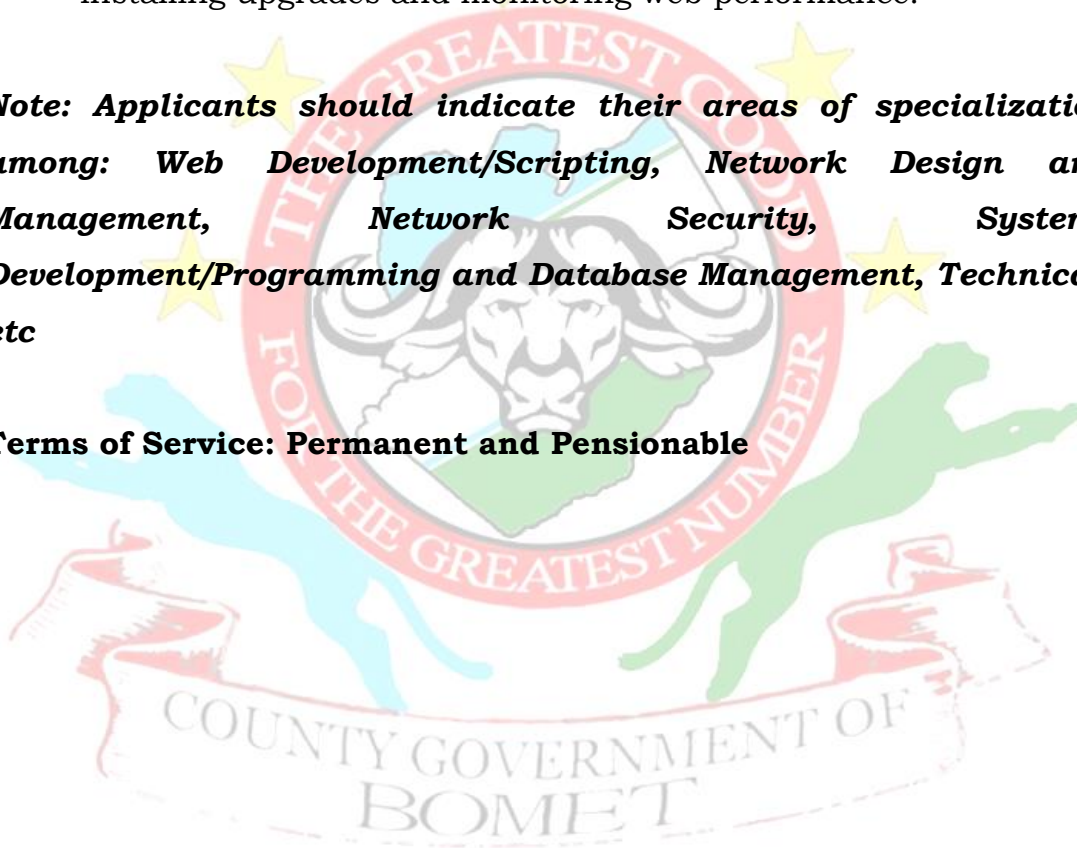 installing upgrades and monitoring web performance.
Note: Applicants should indicate their areas of specializatio
among: Web Development/Scripting, Network Design an
Management, Network Security, System
Development/Programming and Database Management, Technica
etc
Terms of Service: Permanent and Pensionable
THE GREATEST GOOD
FOR THE GREATEST NUMBER
COUNTY GOVERNMENT OF
BOMET